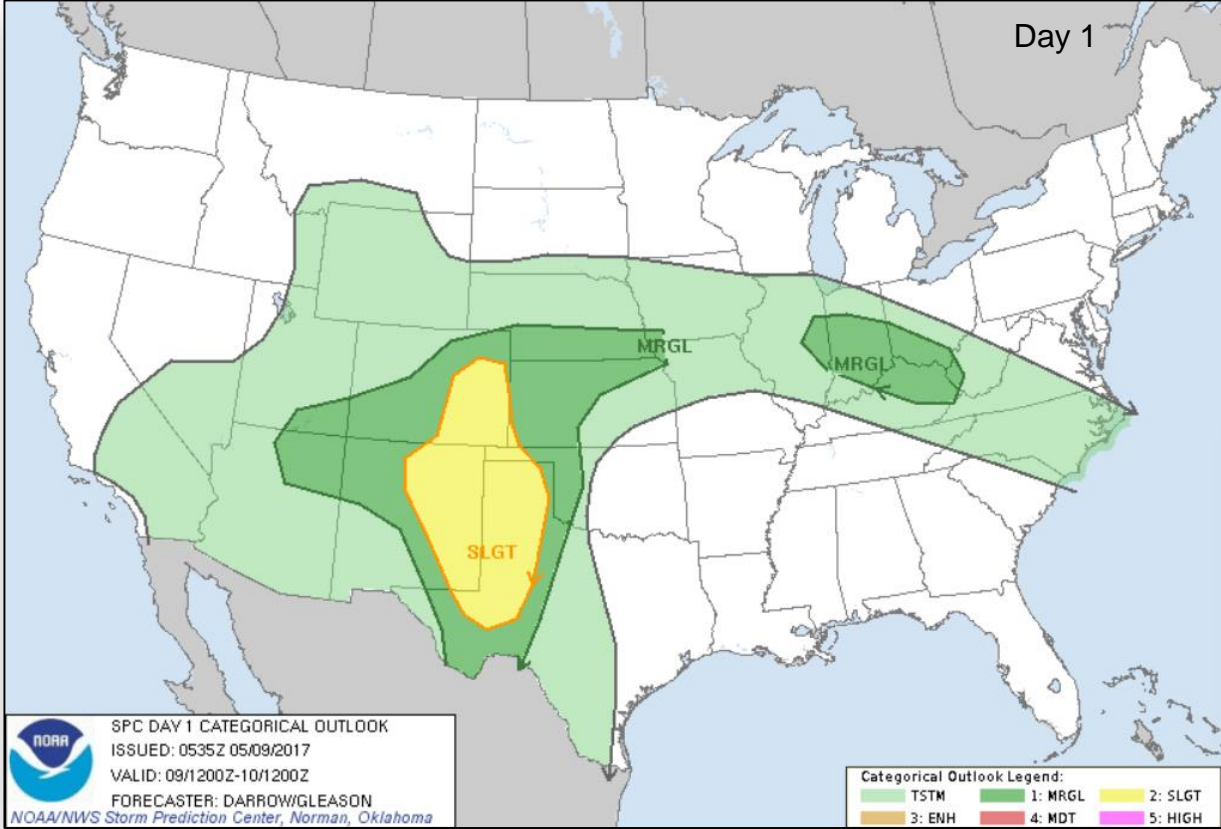 Day 1
MRGL
MRGL
SLGT
NOAA
SPC DAY 1 CATEGORICAL OUTLOOK
ISSUED: 0535Z 05/09/2017
VALID: 09/1200Z-10/1200Z
FORECASTER: DARROW/GLEASON
NOAA/NWS Storm Prediction Center, Norman, Oklahoma
Categorical Outlook Legend:
TSTM 1: MRGL 2: SLGT
3: ENH 4: MDT 5: HIGH